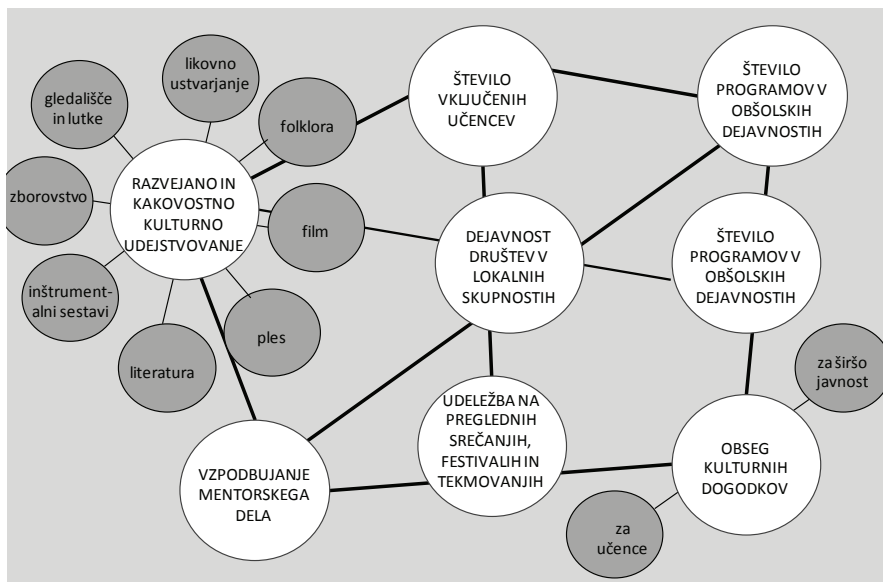 likovno
ustvarjanje
gledališče
in lutke
folklora
zborovstvo
RAZVEJANO IN
KAKOVOSTNO
KULTURNO
UDEJSTVOVANJE
film
inštrument-
alni sestavi
literatura
ples
ŠTEVILO
VKLJUČENIH
UČENCEV
ŠTEVILO
PROGRAMOV V
OBŠOLSKIH
DEJAVNOSTIH
DEJAVNOST
DRUŠTEV V
LOKALNIH
SKUPNOSTIH
ŠTEVILO
PROGRAMOV V
OBŠOLSKIH
DEJAVNOSTIH
za širšo
javnost
VZPODBUJANJE
MENTORSKEGA
DELA
UDELEŽBA NA
PREGLEDNIH
SREČANJIH,
FESTIVALIH IN
TEKMOVANJIH
OBSEG
KULTURNIH
DOGODKOV
za
učence